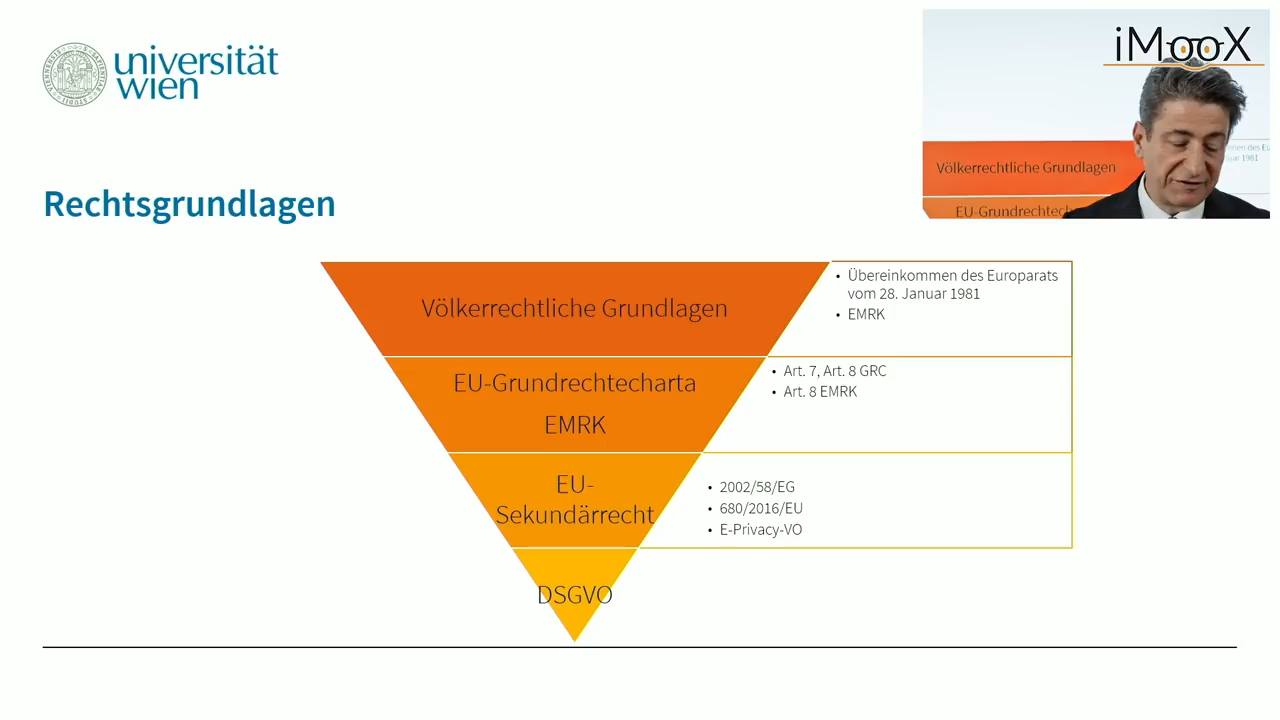 universität
wien
iMooX
Völkerrechtliche Grundlagen
EU-Grundrechtech
Rechtsgrundlagen
Völkerrechtliche Grundlagen
• Übereinkommen des Europarats
vom 28. Januar 1981
• EMRK
EU-Grundrechtecharta
EMRK
• Art. 7, Art. 8 GRC
• Art. 8 EMRK
EU-
Sekundärrecht
• 2002/58/EG
• 680/2016/EU
• E-Privacy-VO
DSGVO